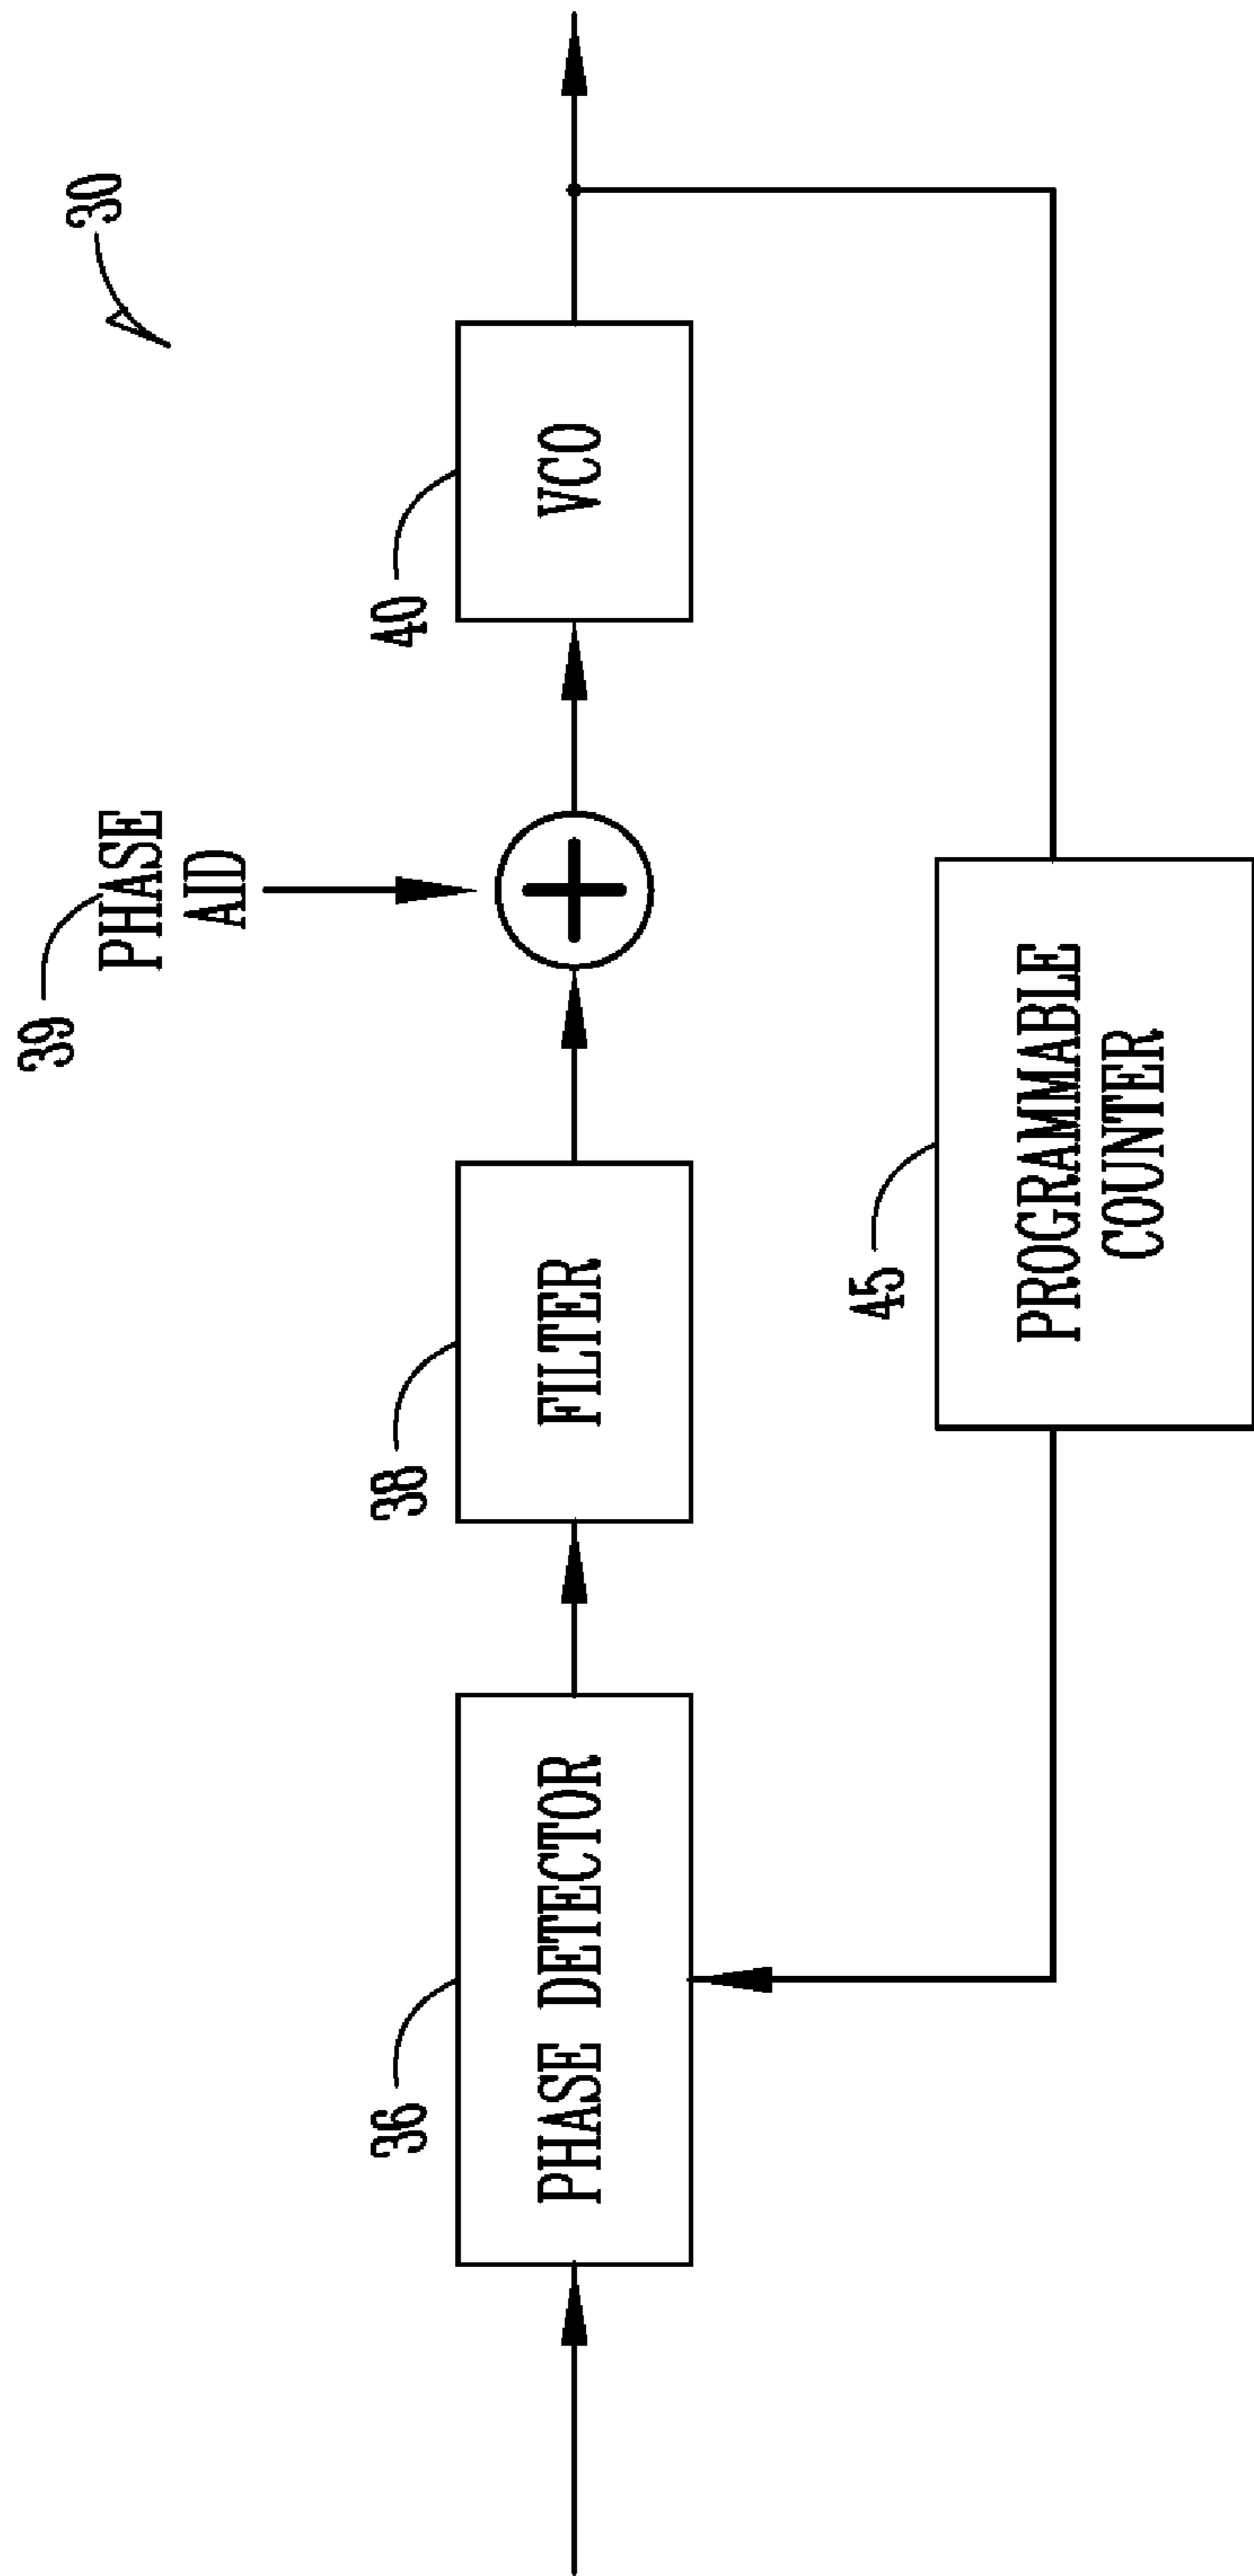 30
39
PHASE
AID
36
PHASE DETECTOR
38
FILTER
40
VCO
45
PROGRAMMABLE
COUNTER